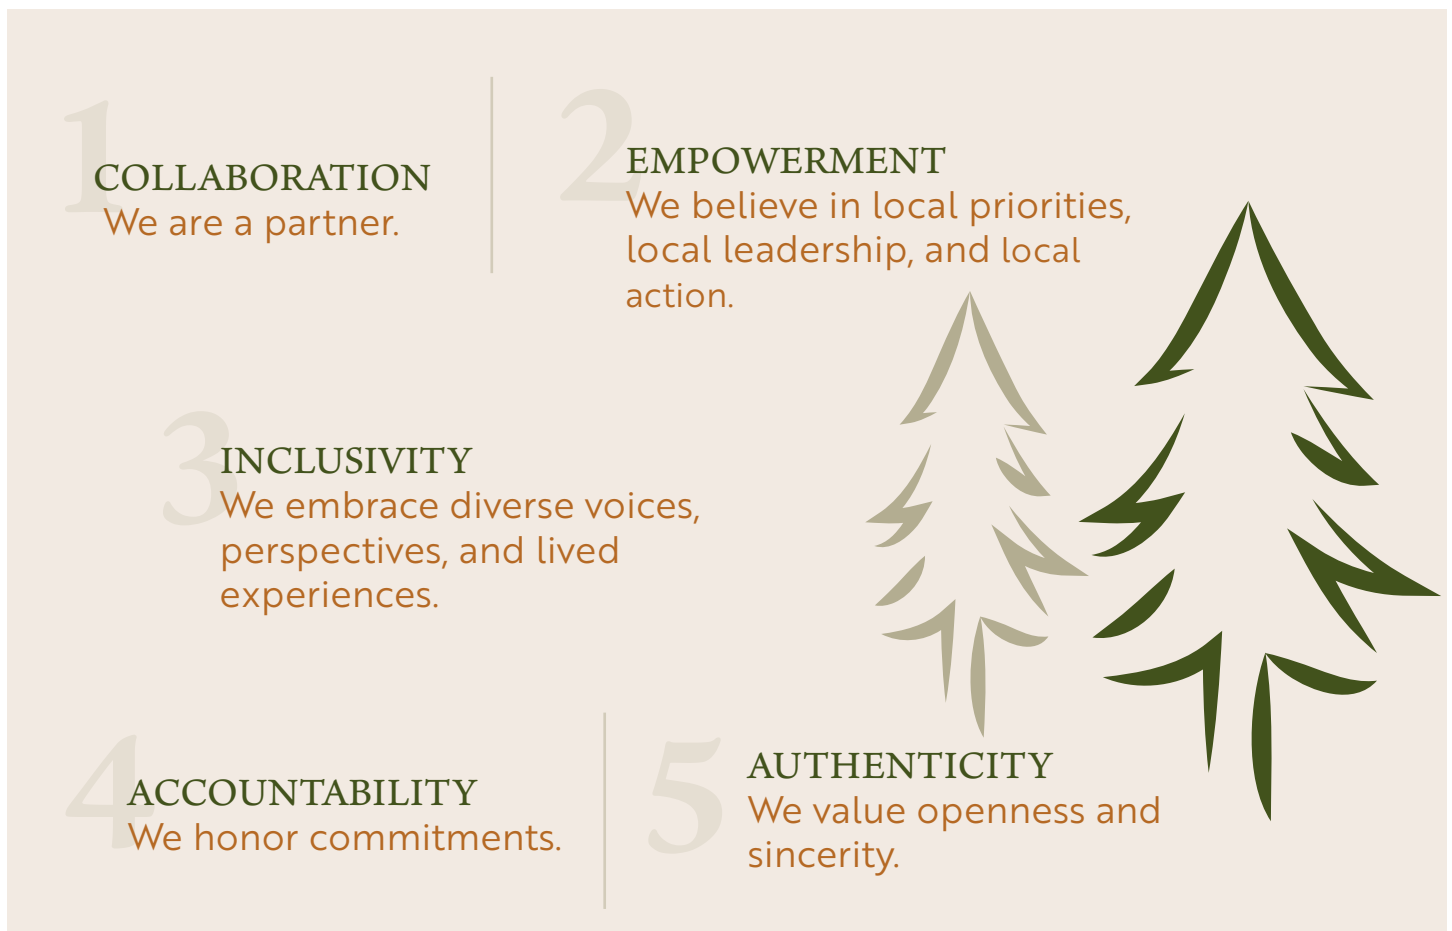 1
COLLABORATION
We are a partner.
2
EMPOWERMENT
We believe in local priorities,
local leadership, and local
action.
3
INCLUSIVITY
We embrace diverse voices,
perspectives, and lived
experiences.
4
ACCOUNTABILITY
We honor commitments.
5
AUTHENTICITY
We value openness and
sincerity.